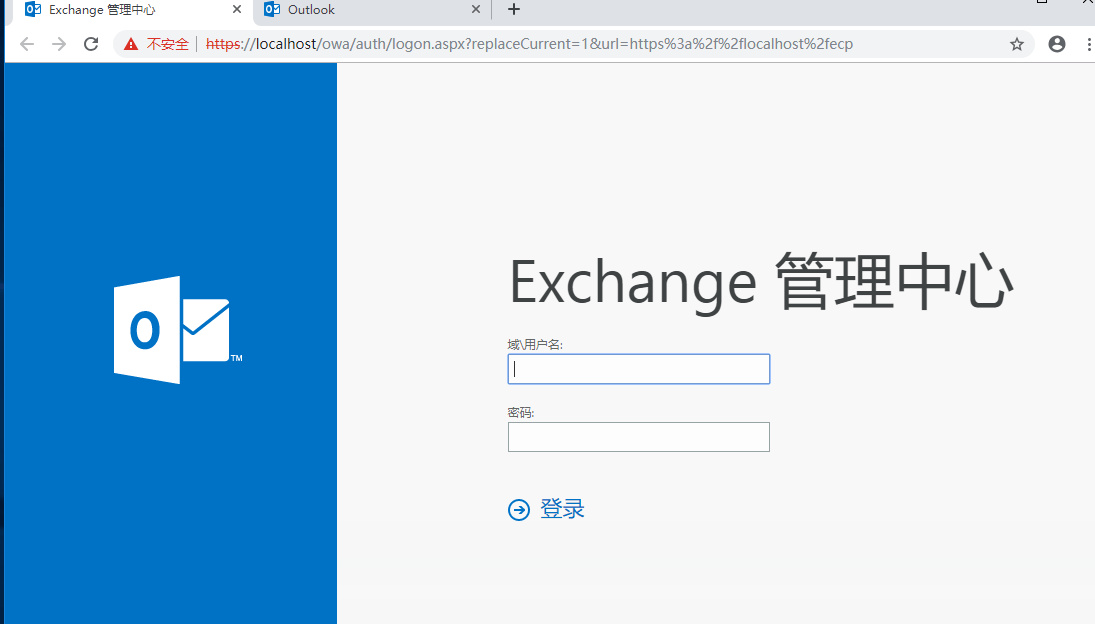 Exchange 管理中心
Outlook
不安全 https://localhost/owa/auth/logon.aspx?replaceCurrent=1&url=https%3a%2f%2flocalhost%2fecp
O
TM
Exchange 管理中心
域\用户名:
密码:
登录